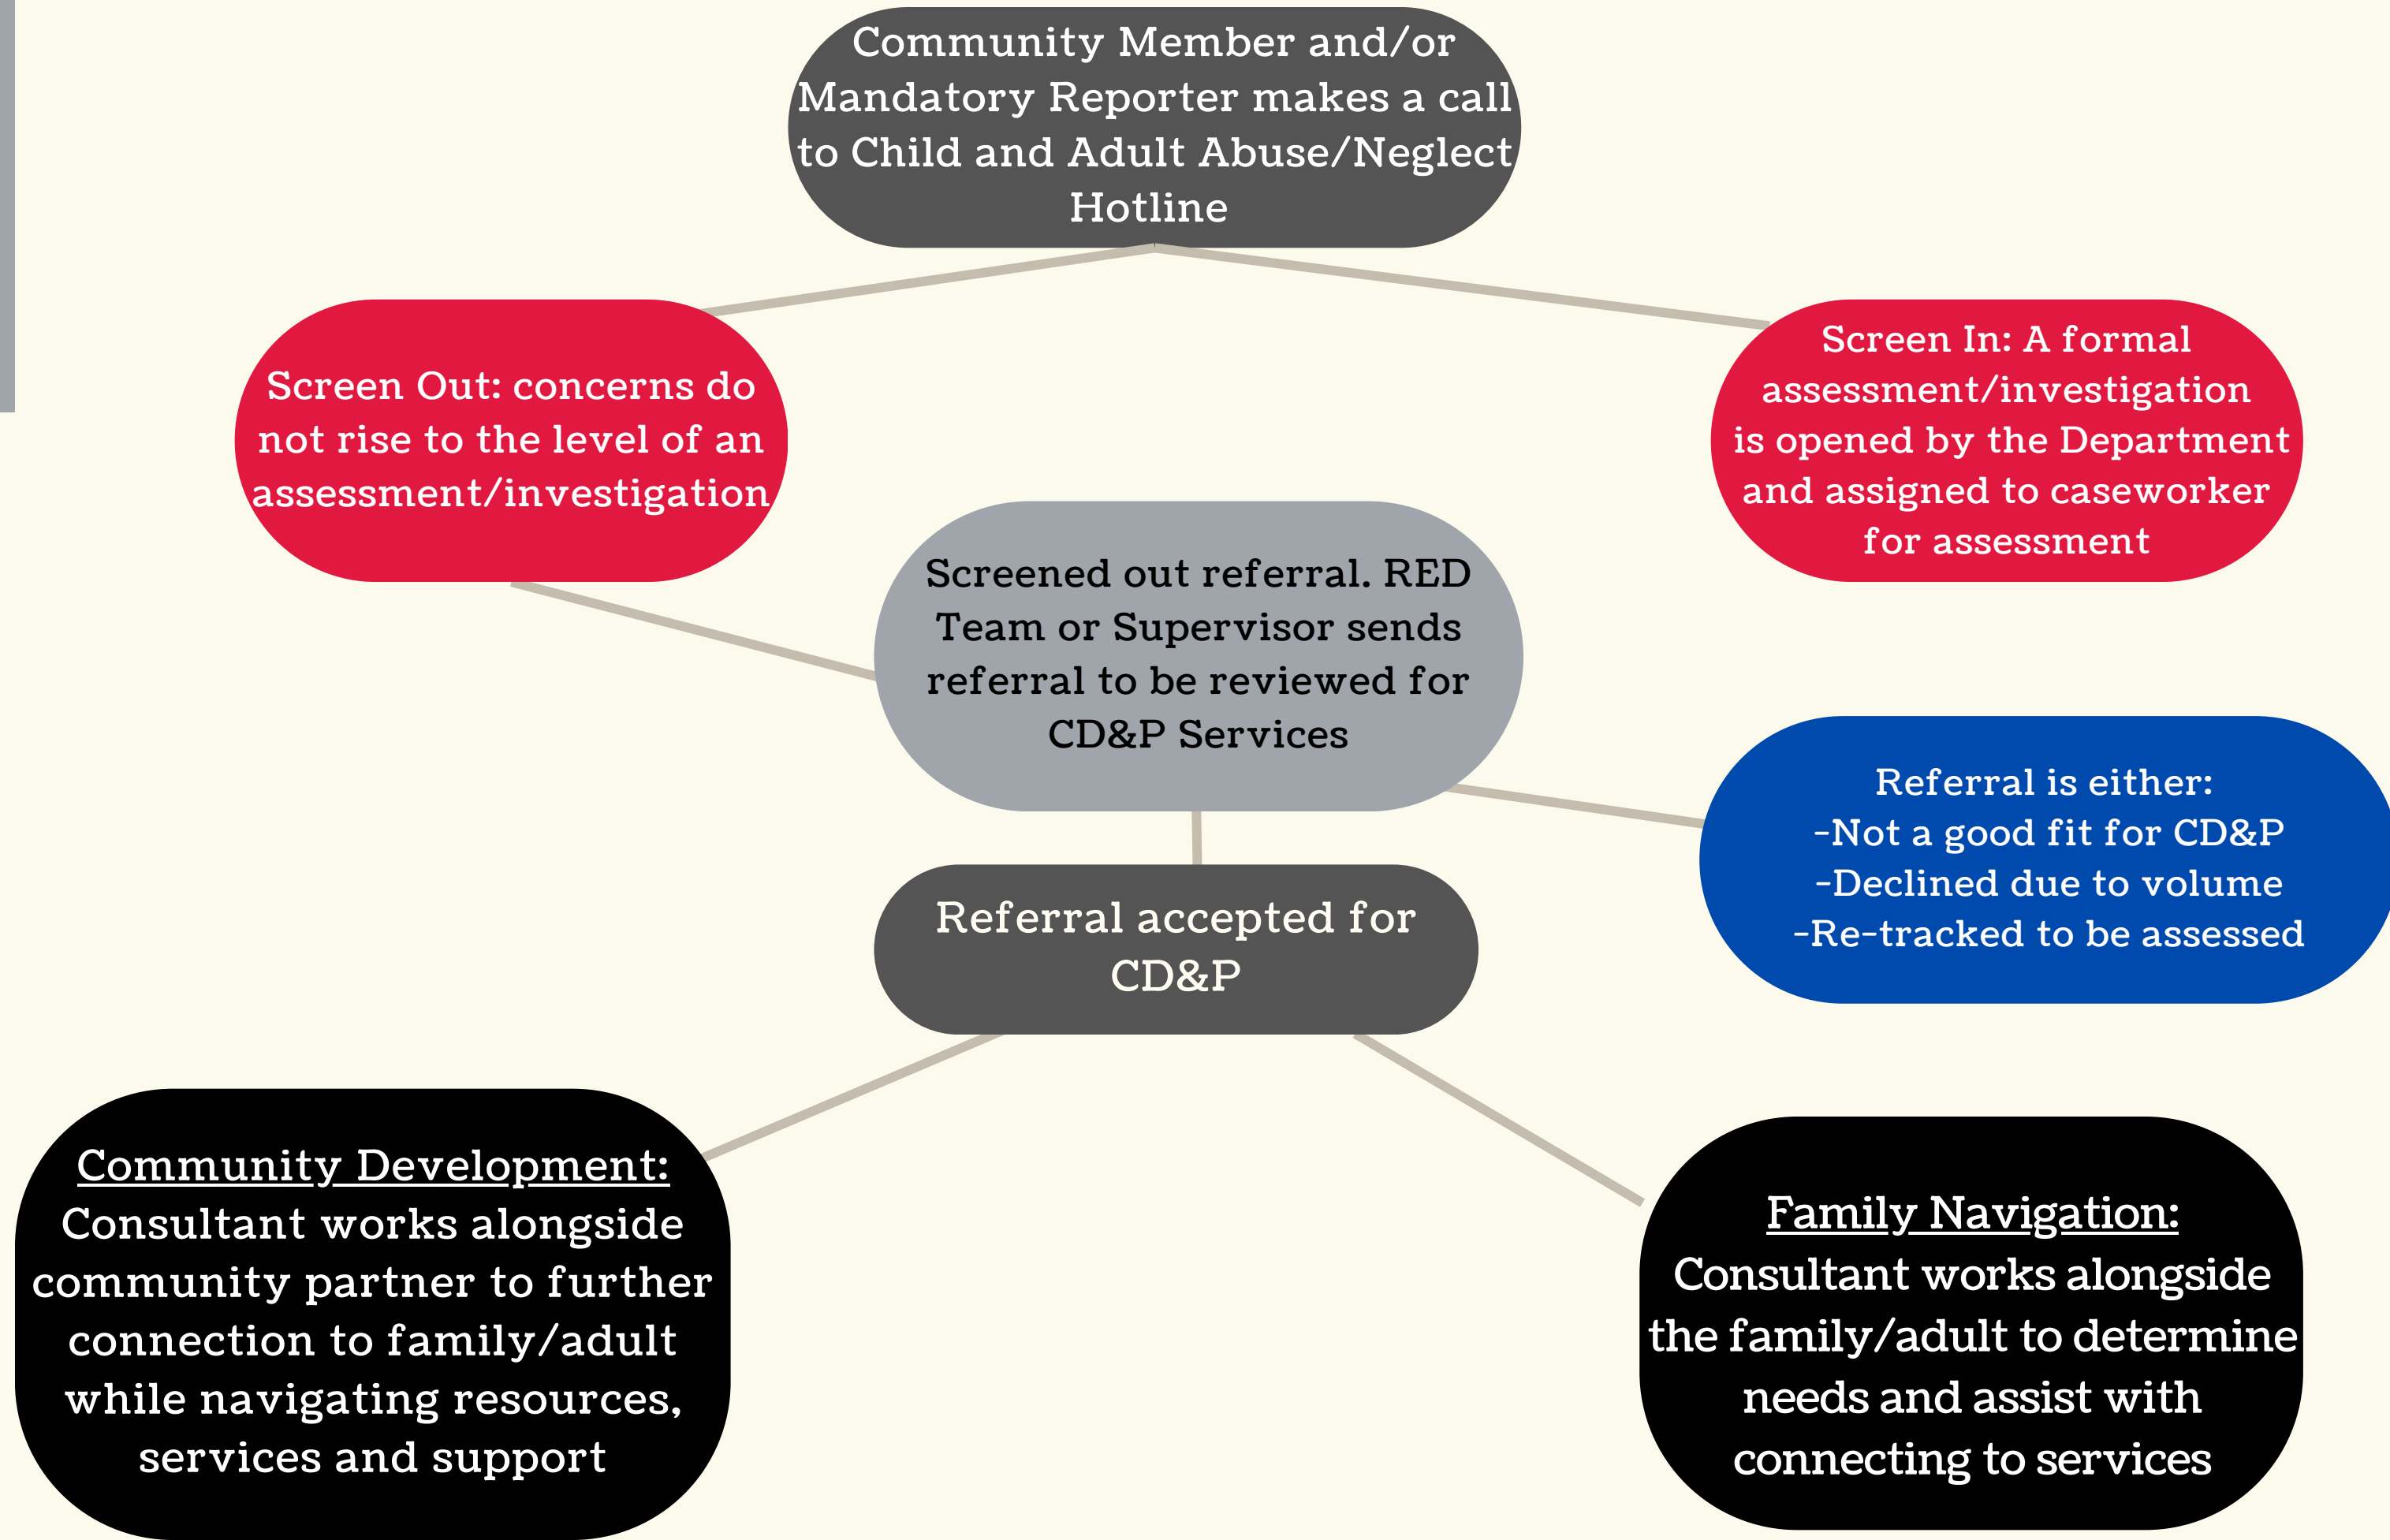 Community Member and/or
Mandatory Reporter makes a call
to Child and Adult Abuse/Neglect
Hotline
Screen Out: concerns do
not rise to the level of an
assessment/investigation
Screen In: A formal
assessment/investigation
is opened by the Department
and assigned to caseworker
for assessment
Screened out referral. RED
Team or Supervisor sends
referral to be reviewed for
CD&P Services
Referral is either:
-Not a good fit for CD&P
-Declined due to volume
-Re-tracked to be assessed
Referral accepted for
CD&P
Community Development:
Consultant works alongside
community partner to further
connection to family/adult
while navigating resources,
services and support
Family Navigation:
Consultant works alongside
the family/adult to determine
needs and assist with
connecting to services